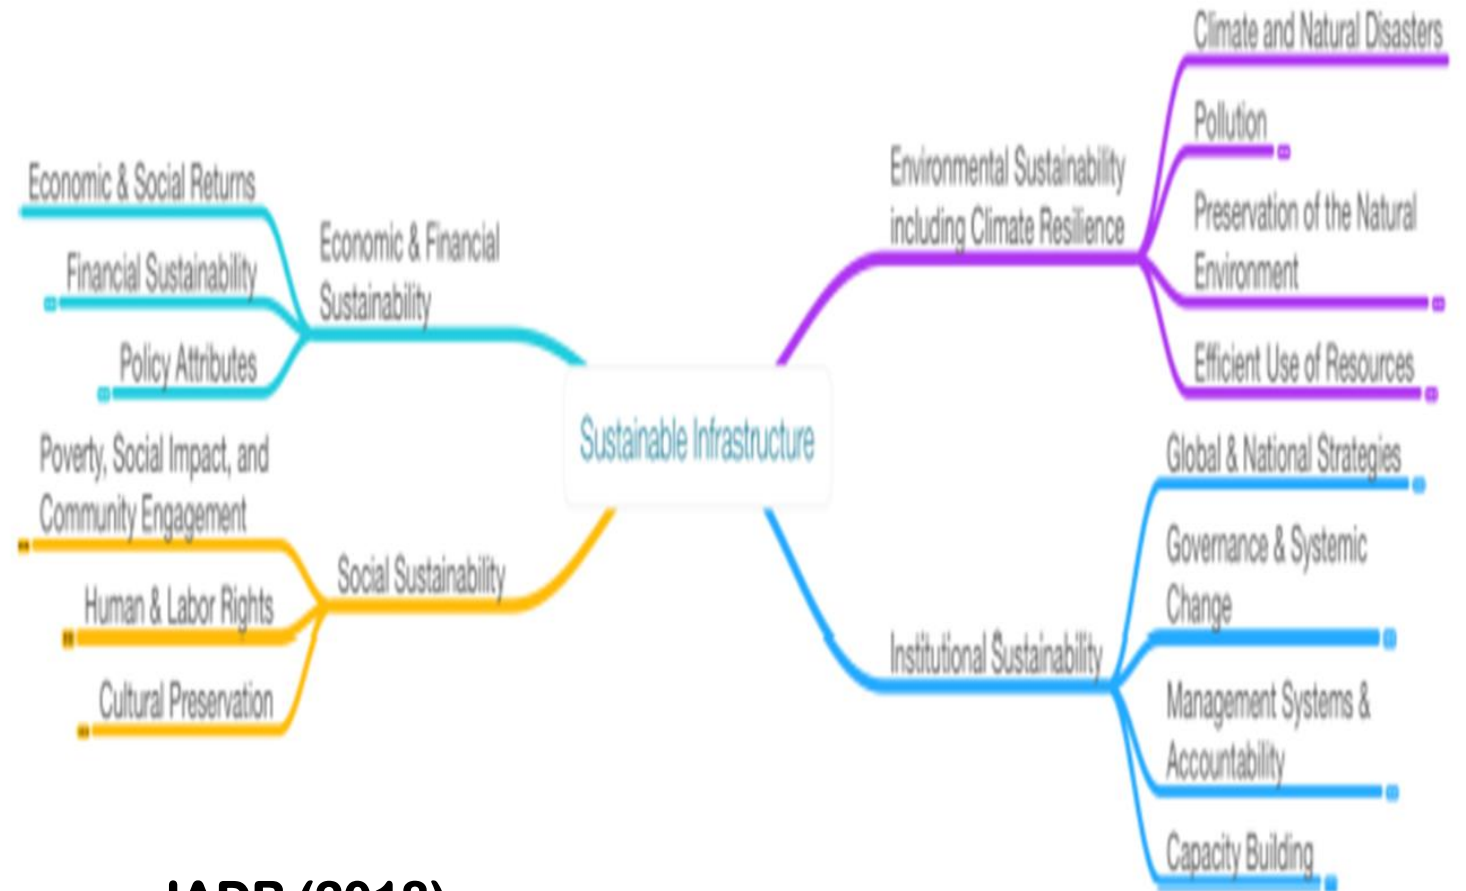 Climate and Natural Disasters
Pollution
Environmental Sustainability
including Climate Resilience
Preservation of the Natural
Environment
Efficient Use of Resources
Economic & Social Returns
Financial Sustainability
Policy Attributes
Economic & Financial
Sustainability
Sustainable Infrastructure
Poverty, Social Impact, and
Community Engagement
Human & Labor Rights
Cultural Preservation
Social Sustainability
Institutional Sustainability
Global & National Strategies
Governance & Systemic
Change
Management Systems &
Accountability
Capacity Building